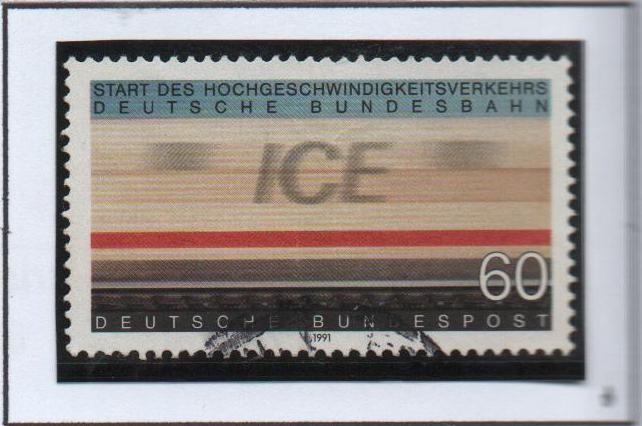 START DES HOCHGESCHWINDIGKEITSVERKEHRS
DEUTSCHE BUNDESBAHN
ICE
60
DEUTSCHE BUNDESPOST
1991